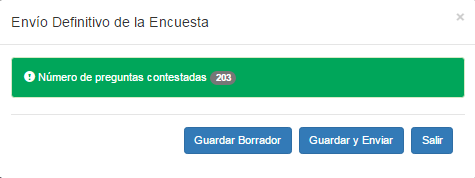 Envío Definitivo de la Encuesta
×
Número de preguntas contestadas 203
Guardar Borrador Guardar y Enviar Salir